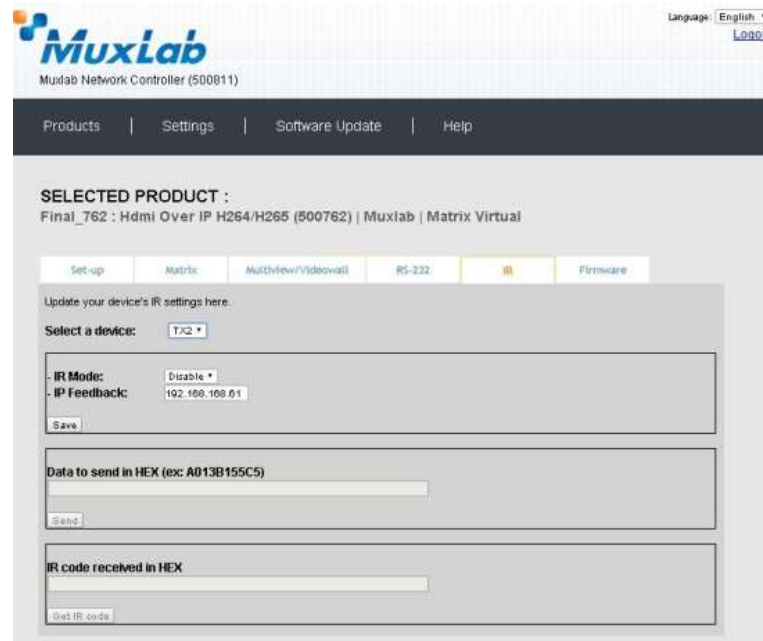 Language: English
Logo
MuxLab
Muxlab Network Controller (500811)
Products | Settings | Software Update | Help
SELECTED PRODUCT :
Final_762 : Hdmi Over IP H264/H265 (500762) | Muxlab | Matrix Virtual
Set-up Matrix Multiview/Videowall RS-232 IR Firmware
Update your device's IR settings here.
Select a device: TX2
- IR Mode: Disable
- IP Feedback: 192.168.168.61
Save
Data to send in HEX (ex: A013B155C5)
Send
IR code received in HEX
Get IR code